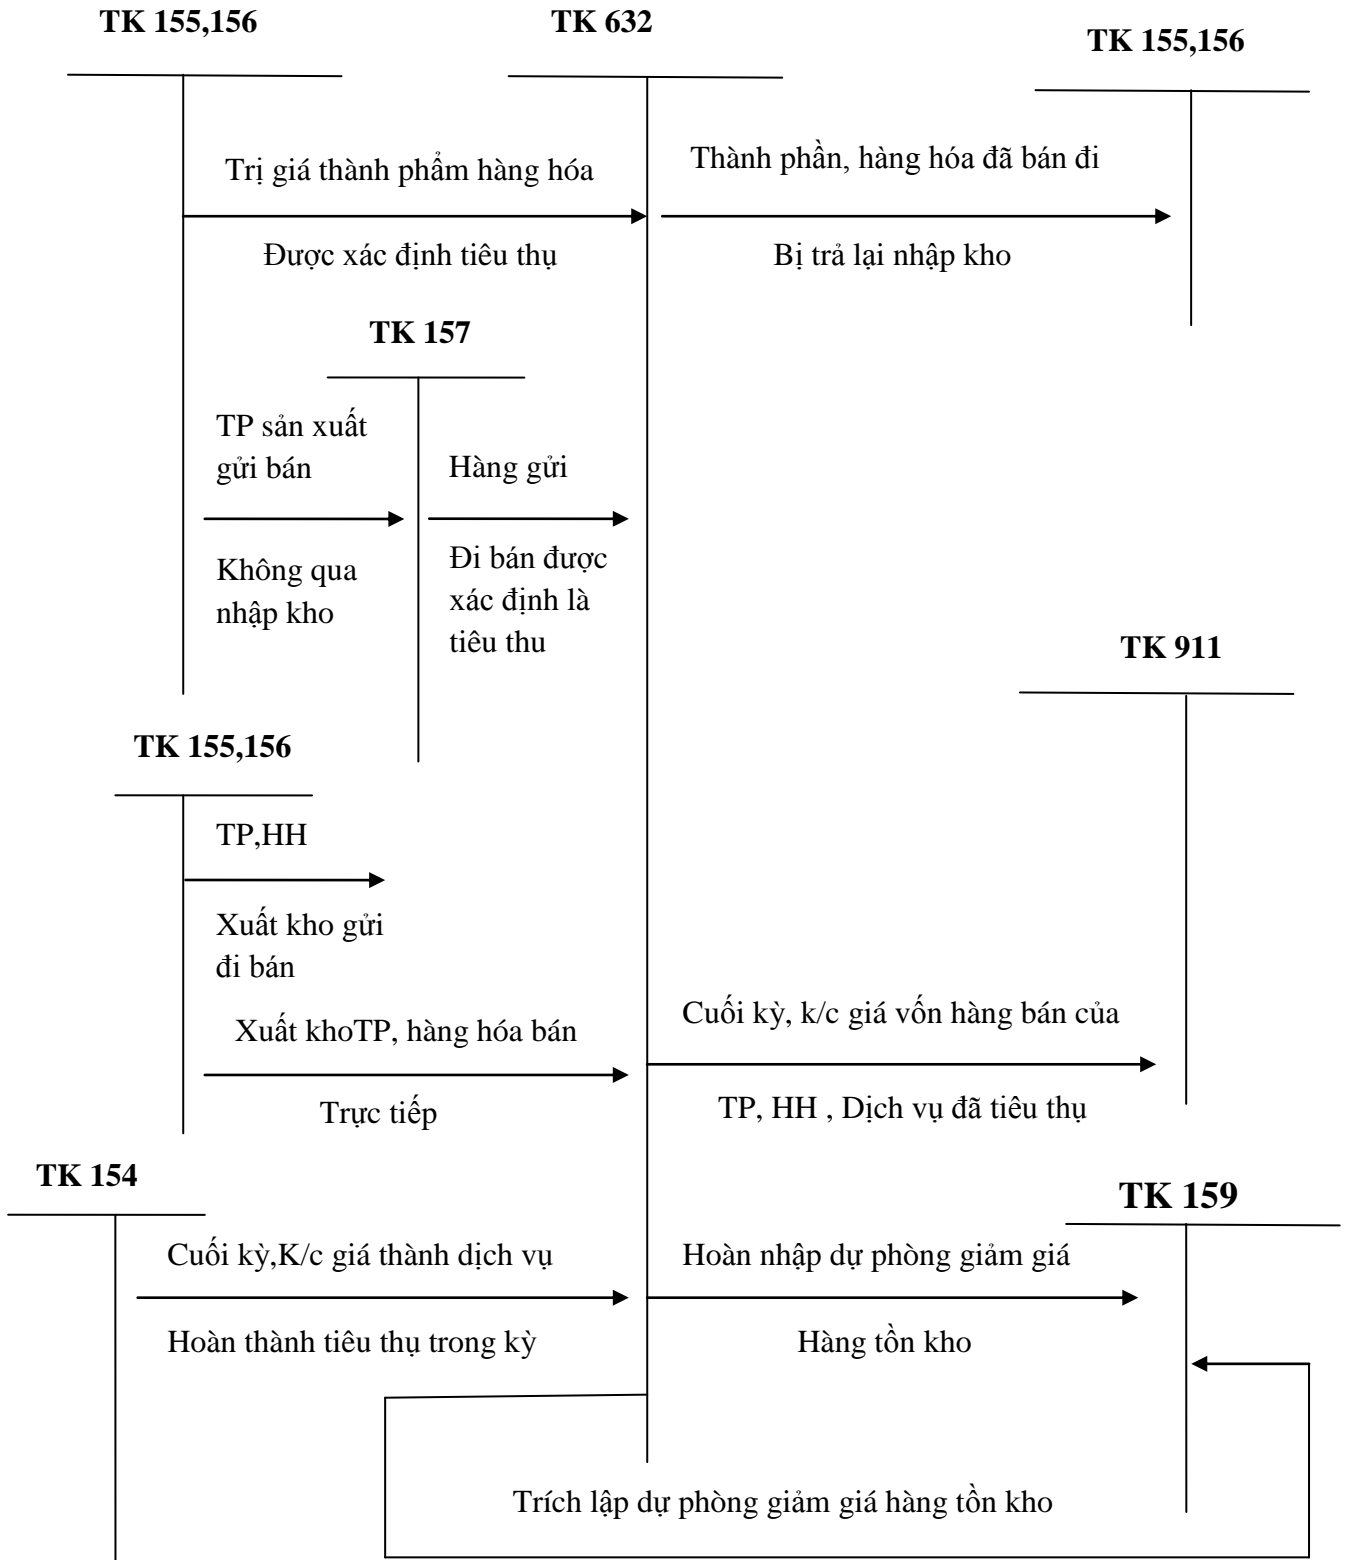 TK 155,156
TK 632
TK 155,156
Trị giá thành phẩm hàng hóa
Thành phần, hàng hóa đã bán đi
Được xác định tiêu thụ
Bị trả lại nhập kho
TK 157
TP sản xuất
gửi bán
Hàng gửi
Không qua
nhập kho
Đi bán được
xác định là
tiêu thu
TK 911
TK 155,156
TP,HH
Xuất kho gửi
đi bán
Xuất khoTP, hàng hóa bán
Cuối kỳ, k/c giá vốn hàng bán của
Trực tiếp
TP, HH , Dịch vụ đã tiêu thụ
TK 154
TK 159
Cuối kỳ,K/c giá thành dịch vụ
Hoàn nhập dự phòng giảm giá
Hoàn thành tiêu thụ trong kỳ
Hàng tồn kho
Trích lập dự phòng giảm giá hàng tồn kho